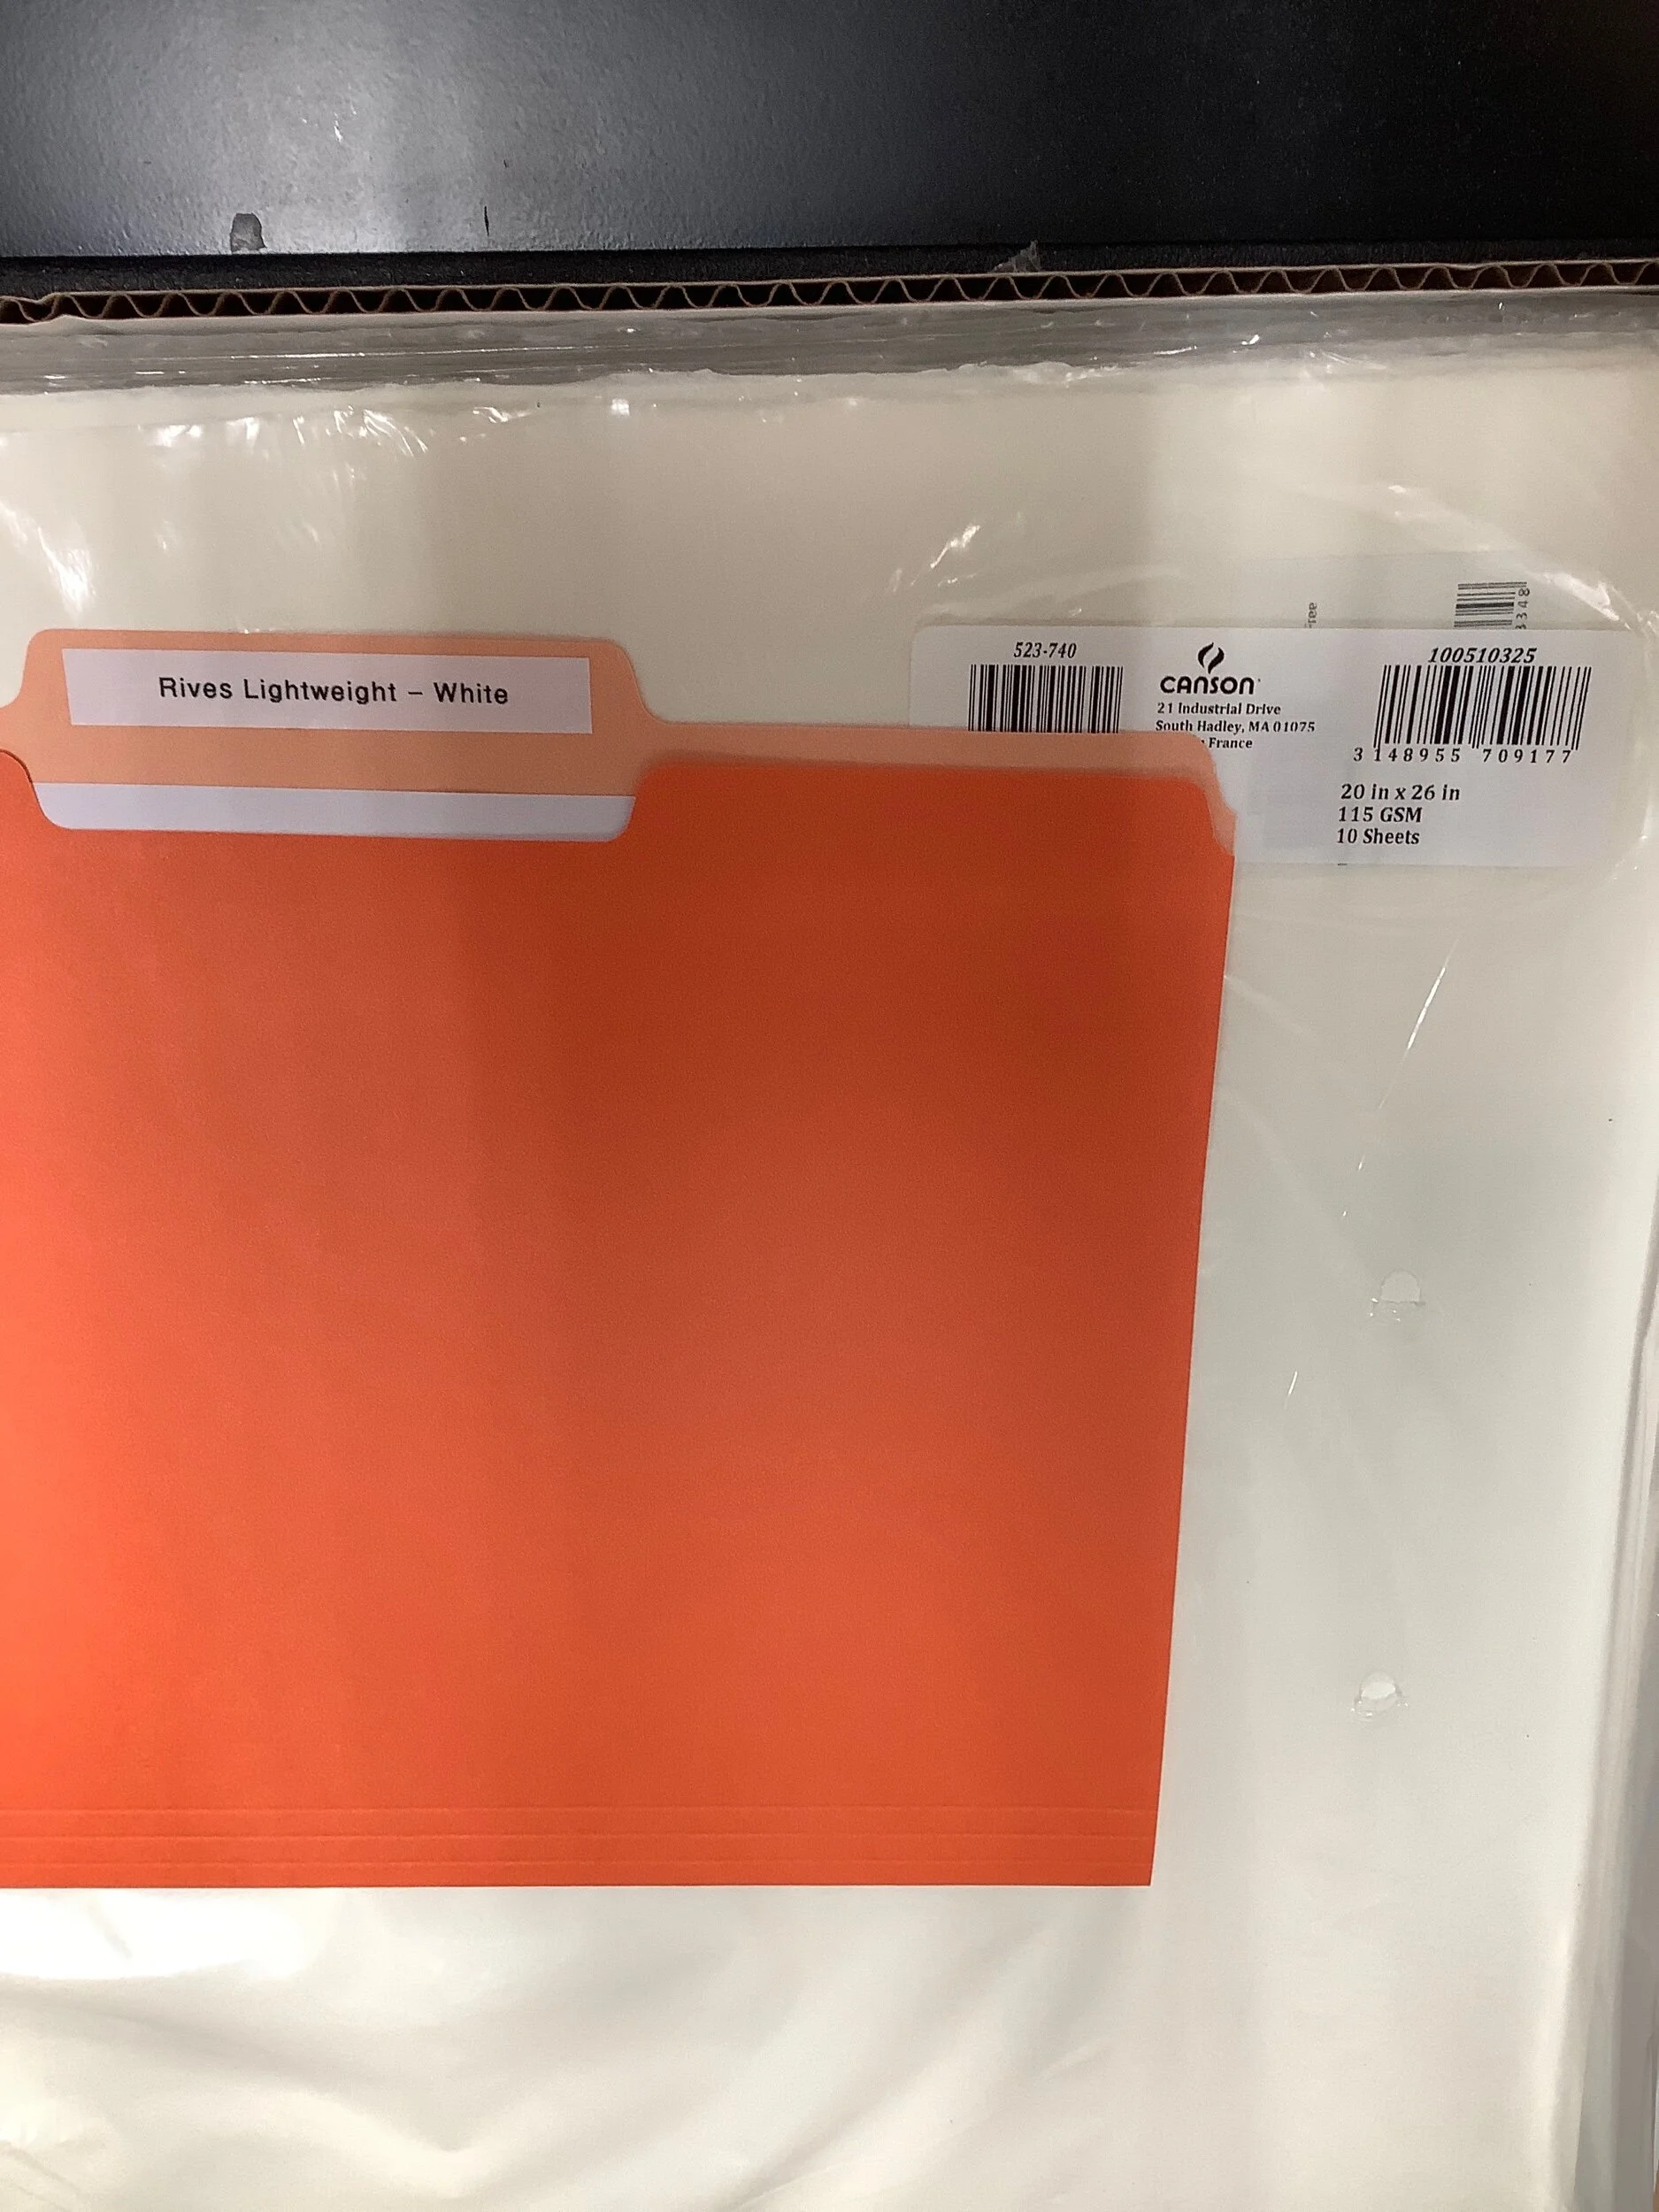 Rives Lightweight – White
523-740
CANSON
21 Industrial Drive
South Hadley, MA 01075
France
100510325
3 148955 709177
20 in x 26 in
115 GSM
10 Sheets